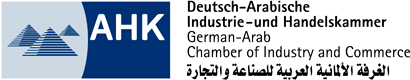 AHK
Deutsch-Arabische
Industrie-und Handelskammer
German-Arab
Chamber of Industry and Commerce
الغرفة الألمانية العربية للصناعة والتجارة